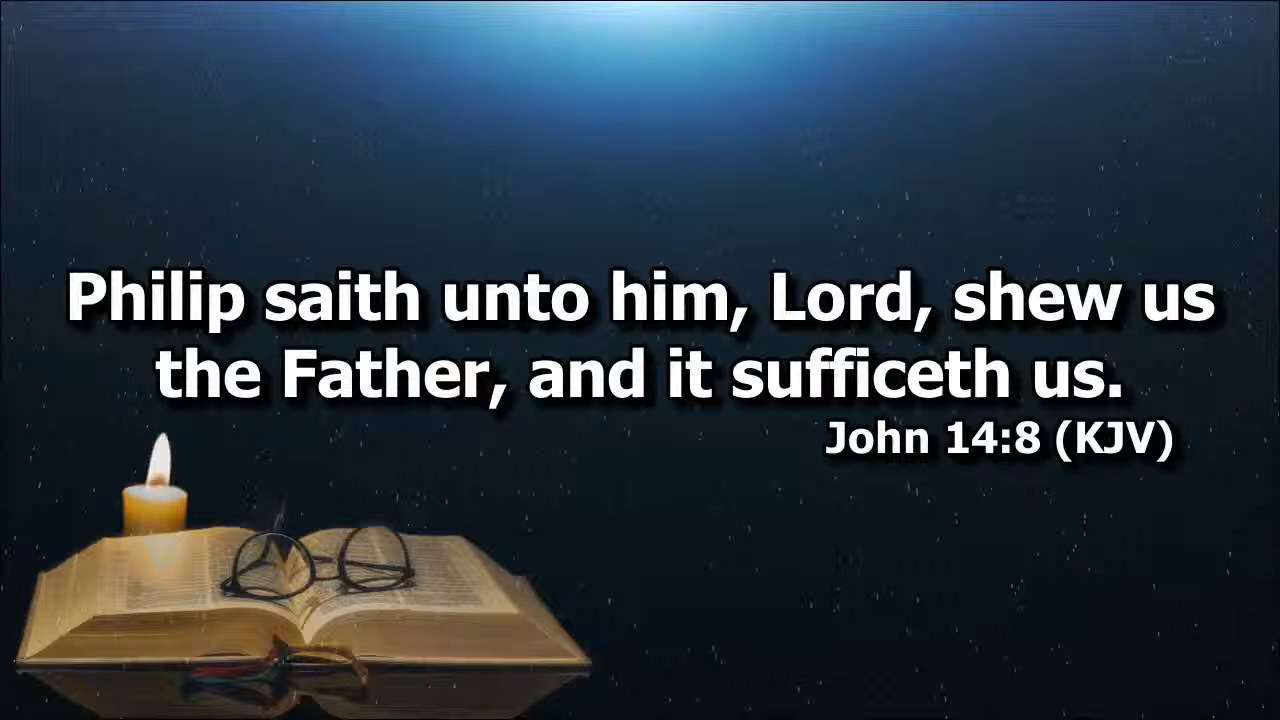 Philip saith unto him, Lord, shew us
the Father, and it sufficeth us.
John 14:8 (KJV)